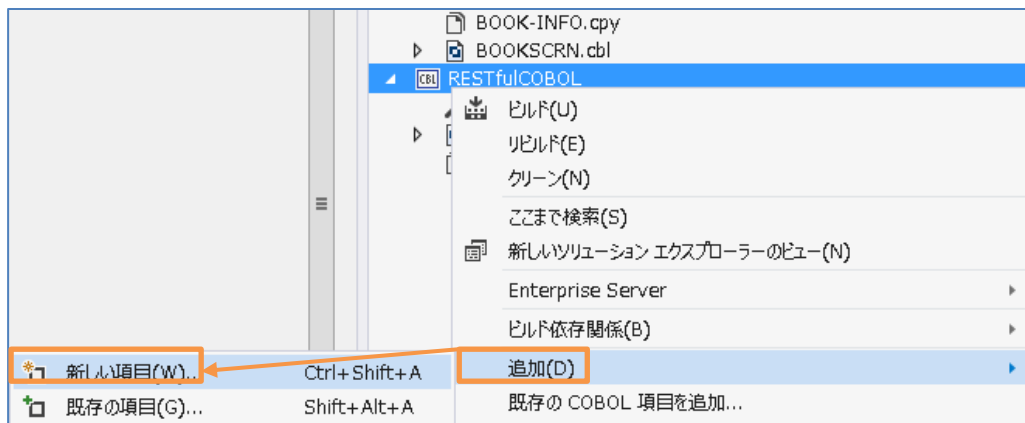 BOOK-INFO.cpy
BOOKSCRN.cbl
CBL RESTfulCOBOL
ビルド(U)
リビルド(E)
クリーン(N)
ここまで検索(S)
新しいソリューション エクスプローラーのビュー(N)
Enterprise Server
ビルド依存関係(B)
新しい項目(W)... Ctrl+Shift+A 追加(D)
既存の項目(G)... Shift+Alt+A 既存の COBOL 項目を追加...